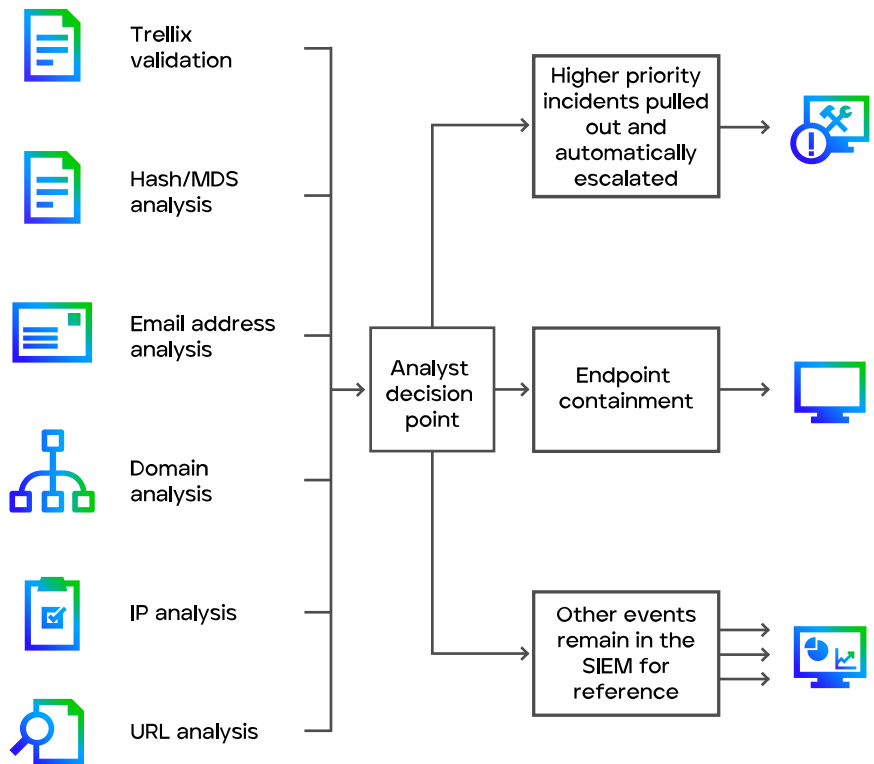 Trellix
validation
Hash/MDS
analysis
Email address
analysis
Domain
analysis
IP analysis
URL analysis
Analyst
decision
point
Higher priority
incidents pulled
out and
automatically
escalated
Endpoint
containment
Other events
remain in the
SIEM for
reference